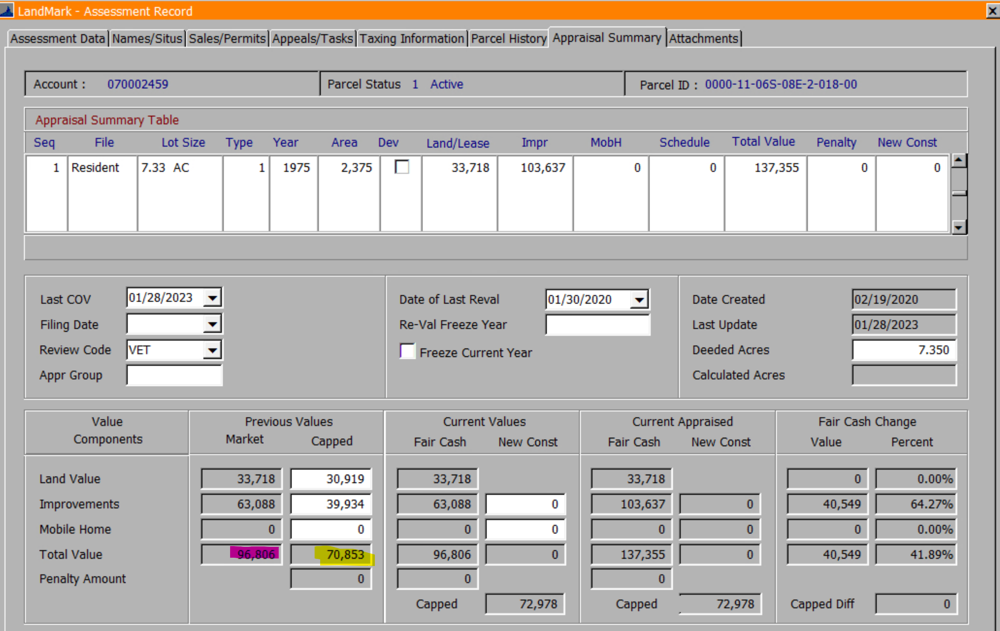 LandMark - Assessment Record
Assessment Data Names/Situs Sales/Permits Appeals/Tasks Taxing Information Parcel History Appraisal Summary Attachments
Account : 070002459 Parcel Status 1 Active Parcel ID : 0000-11-06S-08E-2-018-00
Appraisal Summary Table
Seq File Lot Size Type Year Area Dev Land/Lease Impr MobH Schedule Total Value Penalty New Const
1 Resident 7.33 AC 1 1975 2,375 33,718 103,637 0 0 137,355 0 0
Last COV 01/28/2023 Date of Last Reval 01/30/2020 Date Created 02/19/2020
Filing Date Re-Val Freeze Year Last Update 01/28/2023
Review Code VET Freeze Current Year Deeded Acres 7.350
Appr Group Calculated Acres
Value Previous Values Current Values Current Appraised Fair Cash Change
Components Market Capped Fair Cash New Const Fair Cash New Const Value Percent
Land Value 33,718 30,919 33,718 33,718 0 0.00%
Improvements 63,088 39,934 63,088 0 103,637 0 40,549 64.27%
Mobile Home 0 0 0 0 0 0 0 0.00%
Total Value 96,806 70,853 96,806 0 137,355 0 40,549 41.89%
Penalty Amount 0 0 0
Capped 72,978 Capped 72,978 Capped Diff 0